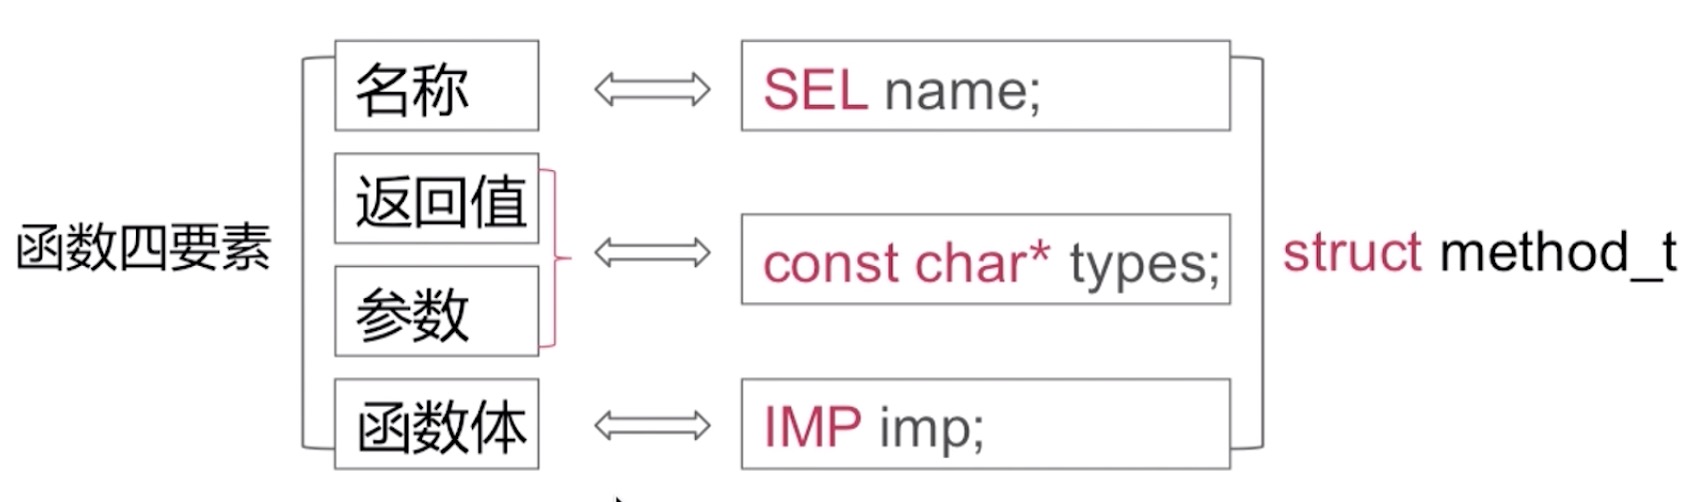 函数四要素
名称
返回值
参数
函数体
SEL name;
const char* types;
IMP imp;
struct method_t